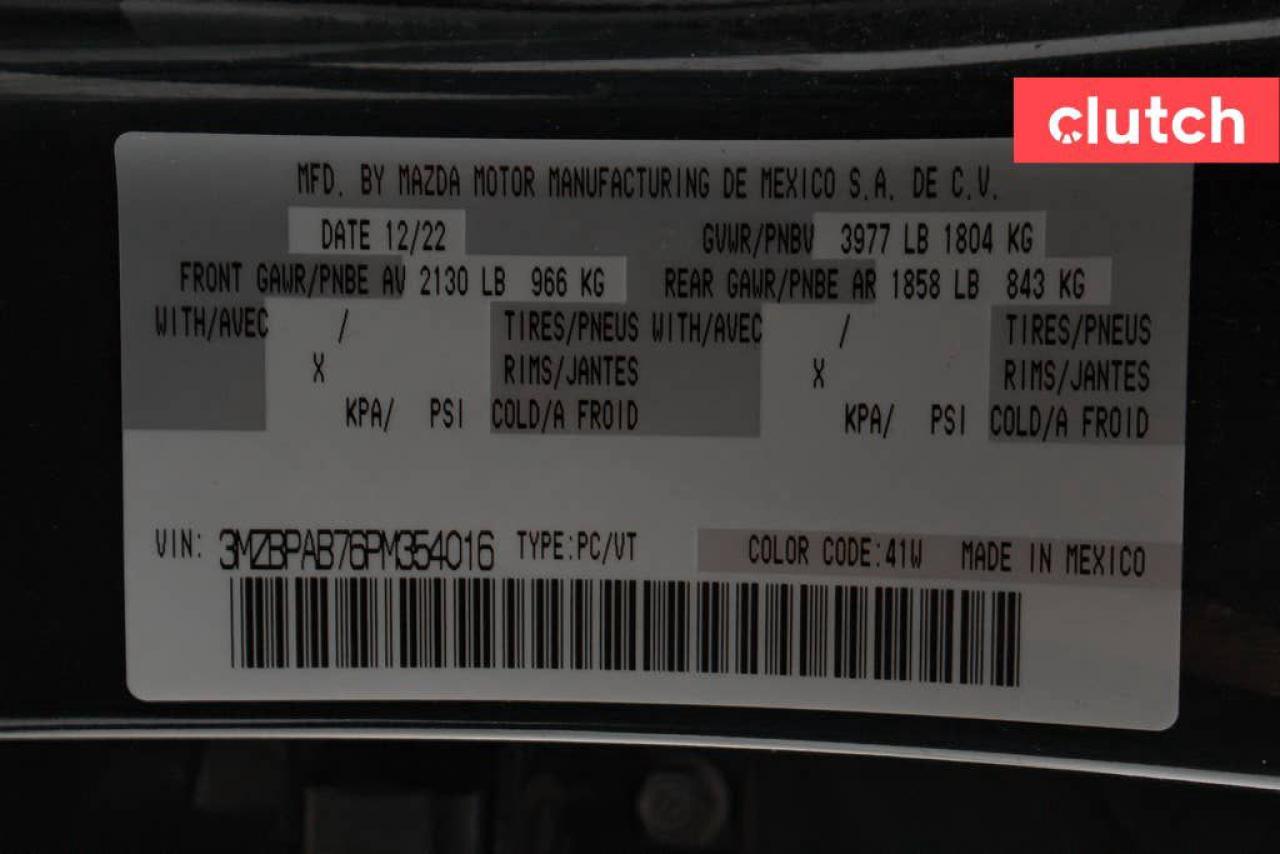 clutch
MFD. BY MAZDA MOTOR MANUFACTURING DE MEXICO S.A. DE C.V.
DATE 12/22 GVWR/PNBV 3977 LB 1804 KG
FRONT GAWR/PNBE AV 2130 LB 966 KG REAR GAWR/PNBE AR 1858 LB 843 KG
WITH/AVEC / TIRES/PNEUS WITH/AVEC / TIRES/PNEUS
X RIMS/JANTES X RIMS/JANTES
KPA/ PSI COLD/A FROID KPA/ PSI COLD/A FROID
VIN: 3MZBPAB76PM354016 TYPE:PC/VT COLOR CODE:41W MADE IN MEXICO